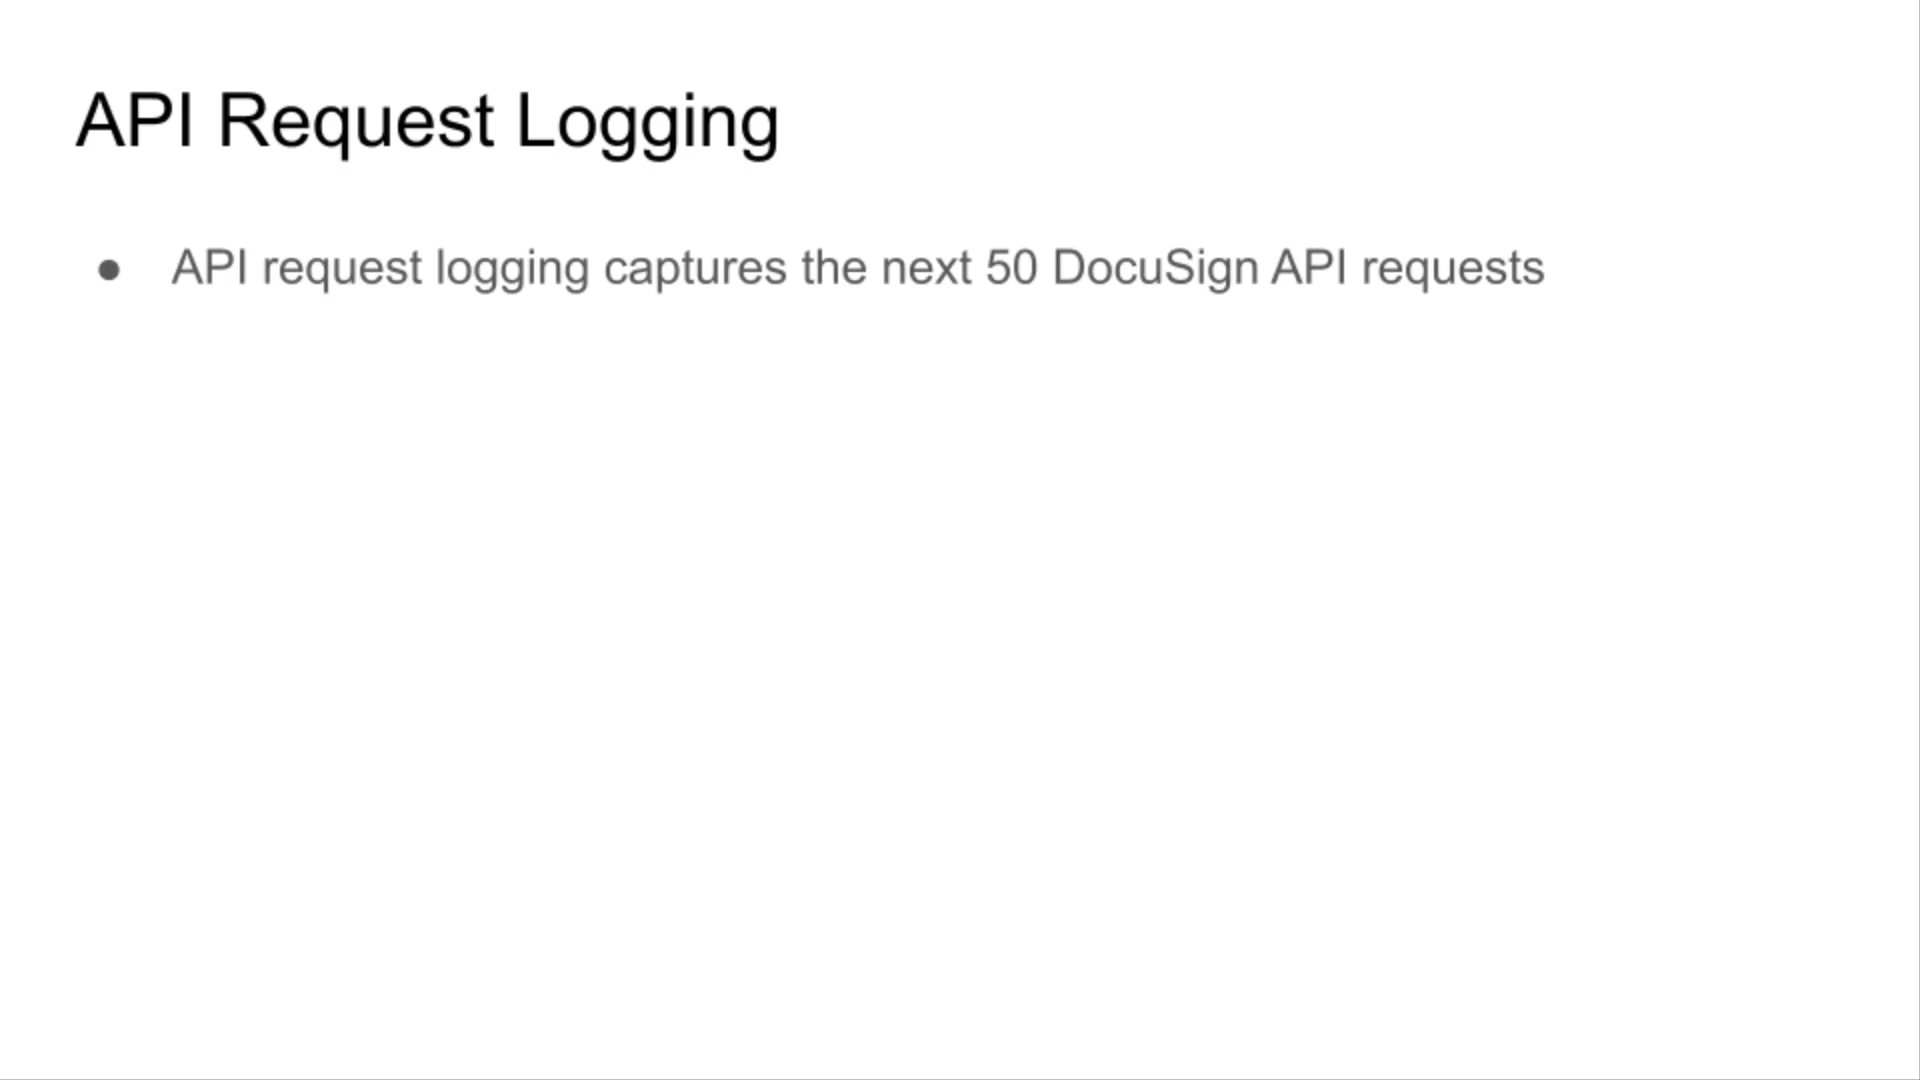 API Request Logging
● API request logging captures the next 50 DocuSign API requests